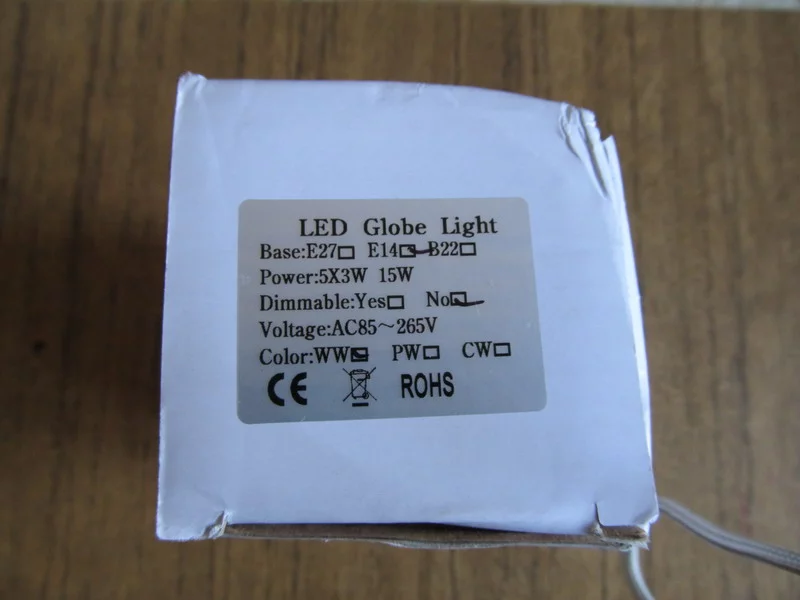 LED Globe Light
Base:E27☐ E14☑ B22☐
Power:5X3W 15W
Dimmable:Yes☐ No☑
Voltage:AC85～265V
Color:WW☑ PW☐ CW☐
CE ROHS